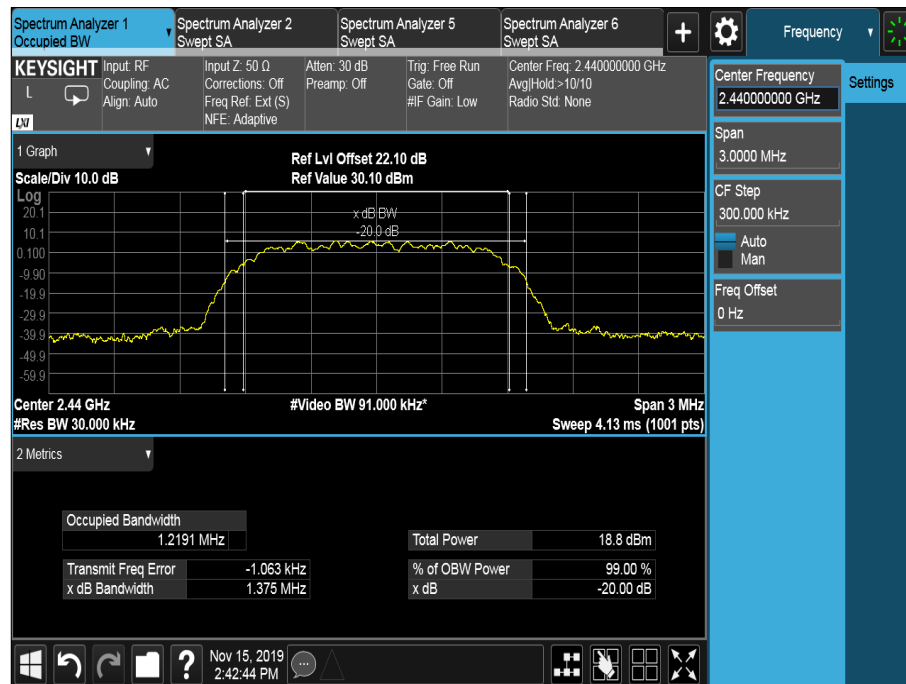 Spectrum Analyzer 1
Occupied BW
Spectrum Analyzer 2
Swept SA
Spectrum Analyzer 5
Swept SA
Spectrum Analyzer 6
Swept SA
+
Frequency
KEYSIGHT
L
LXI
Input: RF
Coupling: AC
Align: Auto
Input Z: 50 Ω
Corrections: Off
Freq Ref: Ext (S)
NFE: Adaptive
Atten: 30 dB
Preamp: Off
Trig: Free Run
Gate: Off
#IF Gain: Low
Center Freq: 2.440000000 GHz
Avg|Hold:>10/10
Radio Std: None
Center Frequency
2.440000000 GHz
Settings
Span
3.0000 MHz
CF Step
300.000 kHz
Auto
Man
Freq Offset
0 Hz
1 Graph
Scale/Div 10.0 dB
Ref Lvl Offset 22.10 dB
Ref Value 30.10 dBm
Log
20.1
10.1
0.100
-9.90
-19.9
-29.9
-39.9
-49.9
-59.9
x dB BW
-20.0 dB
Center 2.44 GHz
#Video BW 91.000 kHz*
Span 3 MHz
#Res BW 30.000 kHz
Sweep 4.13 ms (1001 pts)
2 Metrics
Occupied Bandwidth
1.2191 MHz
Total Power 18.8 dBm
Transmit Freq Error -1.063 kHz
% of OBW Power 99.00 %
x dB Bandwidth 1.375 MHz
x dB -20.00 dB
?
Nov 15, 2019
2:42:44 PM